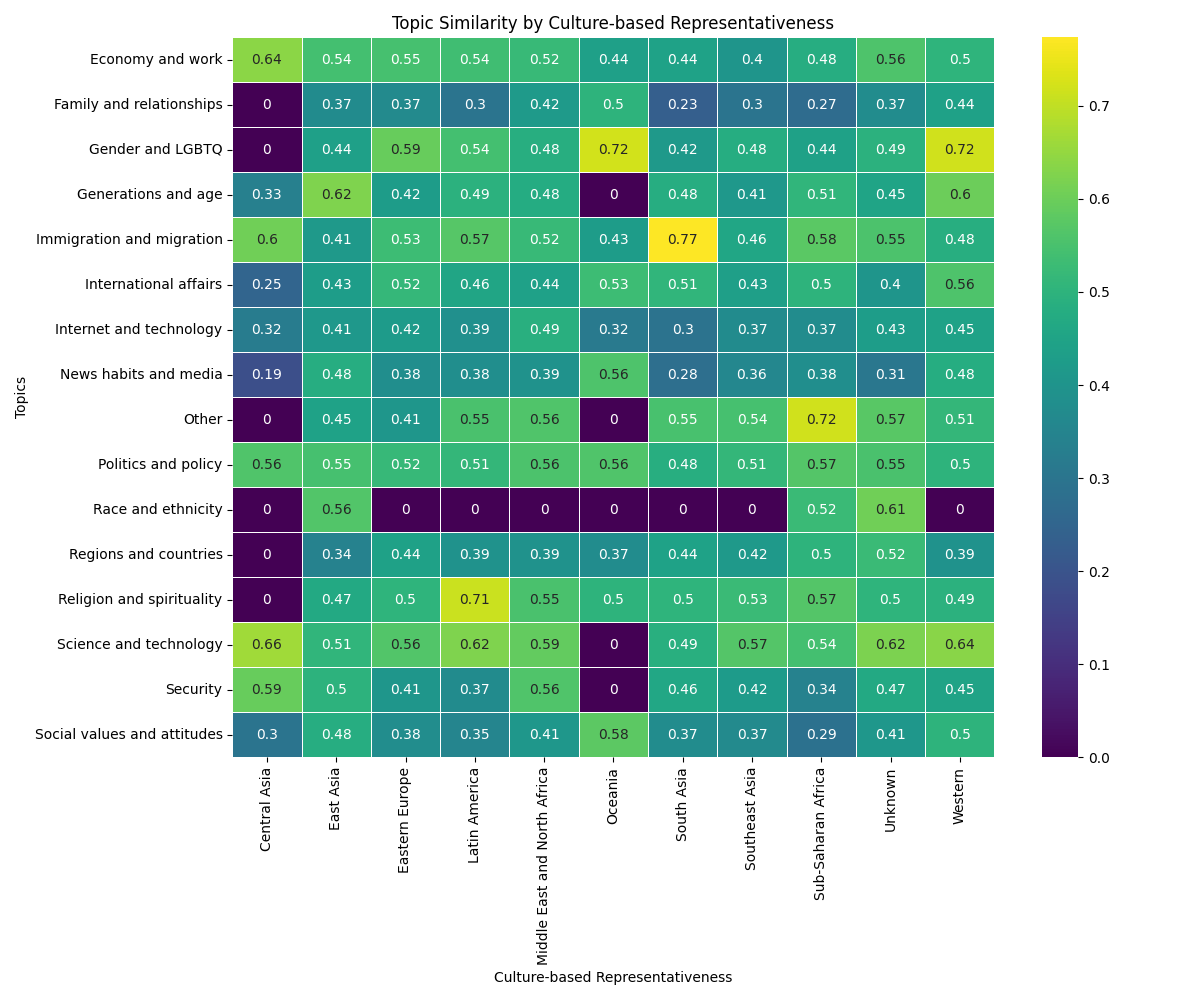 Topic Similarity by Culture-based Representativeness
Economy and work 0.64 0.54 0.55 0.54 0.52 0.44 0.44 0.4 0.48 0.56 0.5
Family and relationships 0 0.37 0.37 0.3 0.42 0.5 0.23 0.3 0.27 0.37 0.44
Gender and LGBTQ 0 0.44 0.59 0.54 0.48 0.72 0.42 0.48 0.44 0.49 0.72
Generations and age 0.33 0.62 0.42 0.49 0.48 0 0.48 0.41 0.51 0.45 0.6
Immigration and migration 0.6 0.41 0.53 0.57 0.52 0.43 0.77 0.46 0.58 0.55 0.48
International affairs 0.25 0.43 0.52 0.46 0.44 0.53 0.51 0.43 0.5 0.4 0.56
Internet and technology 0.32 0.41 0.42 0.39 0.49 0.32 0.3 0.37 0.37 0.43 0.45
News habits and media 0.19 0.48 0.38 0.38 0.39 0.56 0.28 0.36 0.38 0.31 0.48
Other 0 0.45 0.41 0.55 0.56 0 0.55 0.54 0.72 0.57 0.51
Politics and policy 0.56 0.55 0.52 0.51 0.56 0.56 0.48 0.51 0.57 0.55 0.5
Race and ethnicity 0 0.56 0 0 0 0 0 0 0.52 0.61 0
Regions and countries 0 0.34 0.44 0.39 0.39 0.37 0.44 0.42 0.5 0.52 0.39
Religion and spirituality 0 0.47 0.5 0.71 0.55 0.5 0.5 0.53 0.57 0.5 0.49
Science and technology 0.66 0.51 0.56 0.62 0.59 0 0.49 0.57 0.54 0.62 0.64
Security 0.59 0.5 0.41 0.37 0.56 0 0.46 0.42 0.34 0.47 0.45
Social values and attitudes 0.3 0.48 0.38 0.35 0.41 0.58 0.37 0.37 0.29 0.41 0.5
Topics
Central Asia
East Asia
Eastern Europe
Latin America
Middle East and North Africa
Oceania
South Asia
Southeast Asia
Sub-Saharan Africa
Unknown
Western
Culture-based Representativeness
0.7
0.6
0.5
0.4
0.3
0.2
0.1
0.0